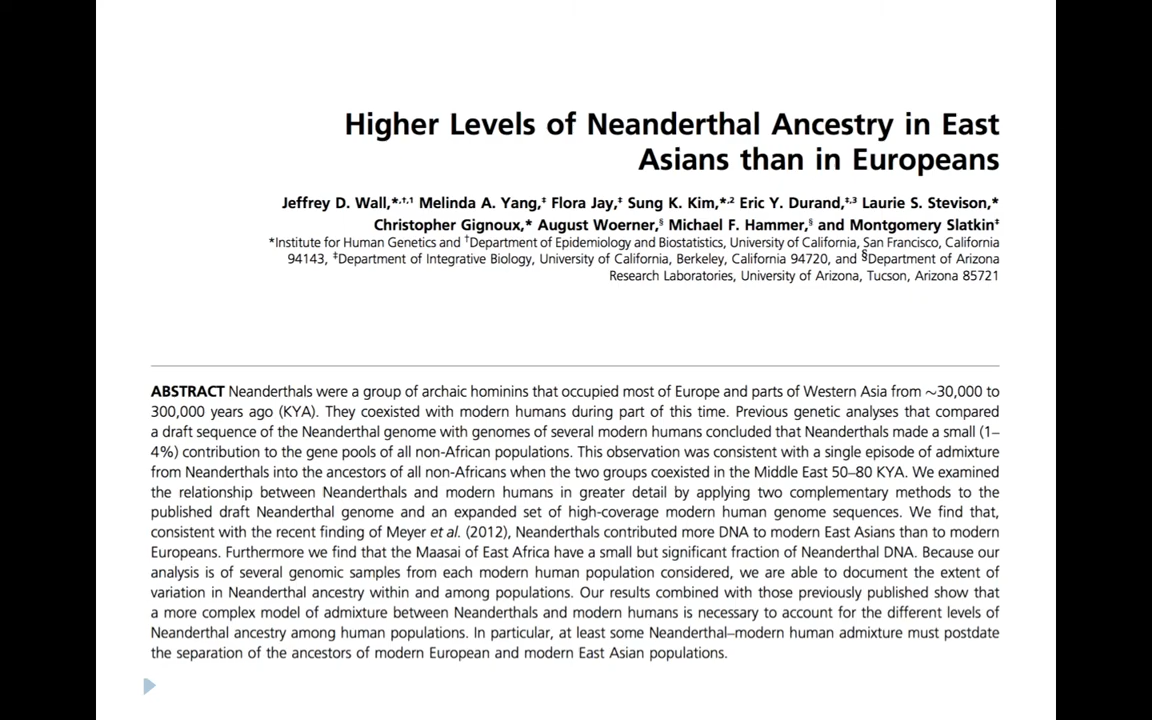 Higher Levels of Neanderthal Ancestry in East
Asians than in Europeans
Jeffrey D. Wall,*,†,1 Melinda A. Yang,‡ Flora Jay,‡ Sung K. Kim,*,2 Eric Y. Durand,‡,3 Laurie S. Stevison,*
Christopher Gignoux,* August Woerner,§ Michael F. Hammer,§ and Montgomery Slatkin‡
*Institute for Human Genetics and †Department of Epidemiology and Biostatistics, University of California, San Francisco, California
94143, ‡Department of Integrative Biology, University of California, Berkeley, California 94720, and §Department of Arizona
Research Laboratories, University of Arizona, Tucson, Arizona 85721
ABSTRACT Neanderthals were a group of archaic hominins that occupied most of Europe and parts of Western Asia from ~30,000 to
300,000 years ago (KYA). They coexisted with modern humans during part of this time. Previous genetic analyses that compared
a draft sequence of the Neanderthal genome with genomes of several modern humans concluded that Neanderthals made a small (1–
4%) contribution to the gene pools of all non-African populations. This observation was consistent with a single episode of admixture
from Neanderthals into the ancestors of all non-Africans when the two groups coexisted in the Middle East 50–80 KYA. We examined
the relationship between Neanderthals and modern humans in greater detail by applying two complementary methods to the
published draft Neanderthal genome and an expanded set of high-coverage modern human genome sequences. We find that,
consistent with the recent finding of Meyer et al. (2012), Neanderthals contributed more DNA to modern East Asians than to modern
Europeans. Furthermore we find that the Maasai of East Africa have a small but significant fraction of Neanderthal DNA. Because our
analysis is of several genomic samples from each modern human population considered, we are able to document the extent of
variation in Neanderthal ancestry within and among populations. Our results combined with those previously published show that
a more complex model of admixture between Neanderthals and modern humans is necessary to account for the different levels of
Neanderthal ancestry among human populations. In particular, at least some Neanderthal–modern human admixture must postdate
the separation of the ancestors of modern European and modern East Asian populations.